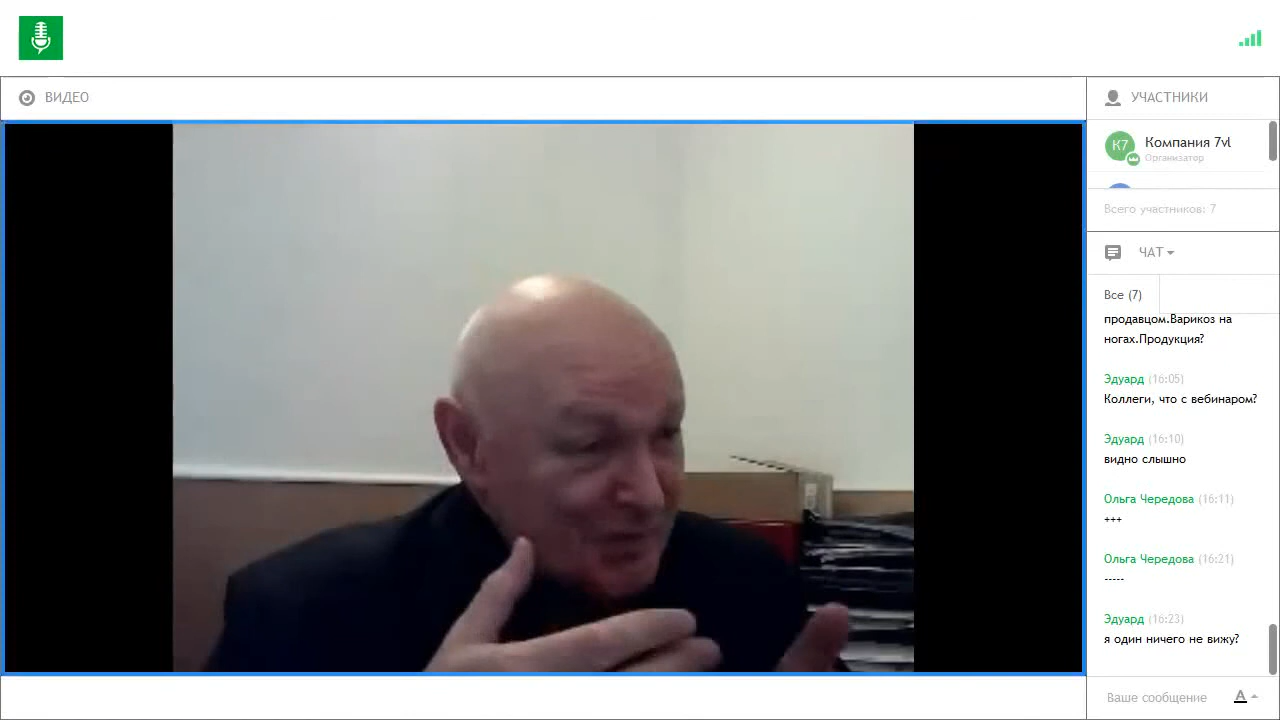 ВИДЕО
УЧАСТНИКИ
К7
Компания 7vl
Организатор
Всего участников: 7
ЧАТ
Все (7)
продавцом.Варикоз на
ногах.Продукция?
Эдуард (16:05)
Коллеги, что с вебинаром?
Эдуард (16:10)
видно слышно
Ольга Чередова (16:11)
+++
Ольга Чередова (16:21)
-----
Эдуард (16:23)
я один ничего не вижу?
Ваше сообщение
A